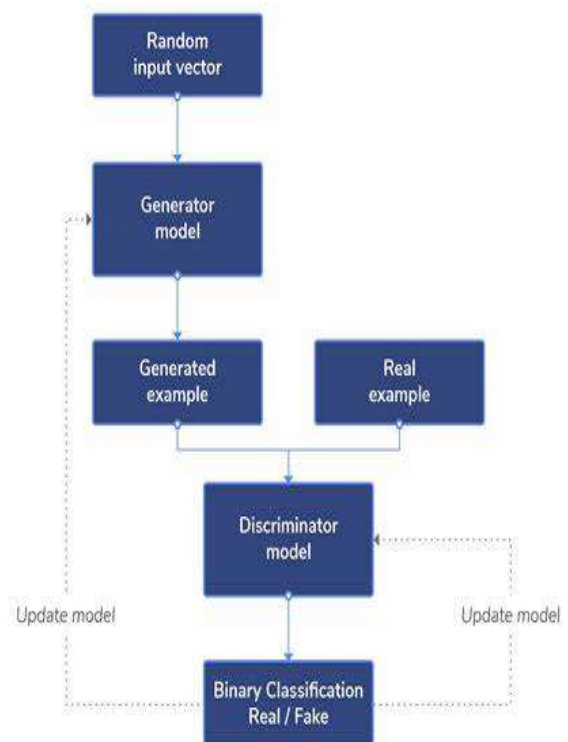 Random
input vector
Generator
model
Generated
example
Real
example
Discriminator
model
Update model
Update model
Binary Classification
Real / Fake